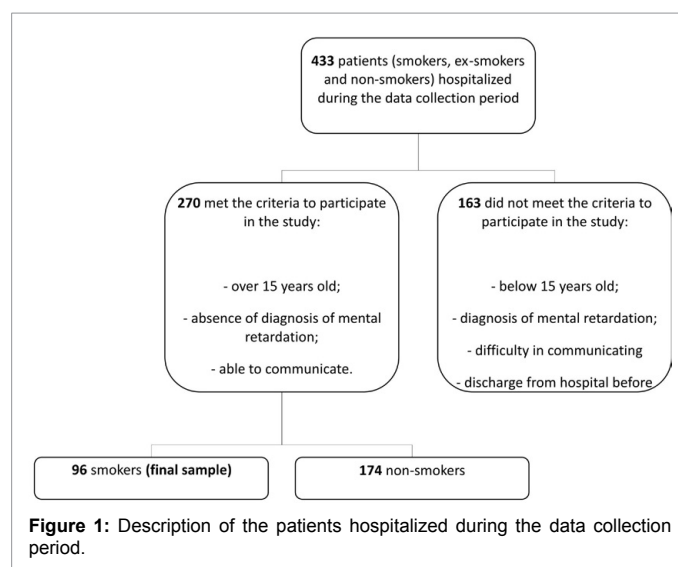 433 patients (smokers, ex-smokers
and non-smokers) hospitalized
during the data collection
period
270 met the criteria to participate
in the study:
- over 15 years old;
- absence of diagnosis of mental
retardation;
- able to communicate.
163 did not meet the criteria to
participate in the study:
- below 15 years old;
- diagnosis of mental retardation;
- difficulty in communicating
- discharge from hospital before
96 smokers (final sample)
174 non-smokers
Figure 1: Description of the patients hospitalized during the data collection
period.